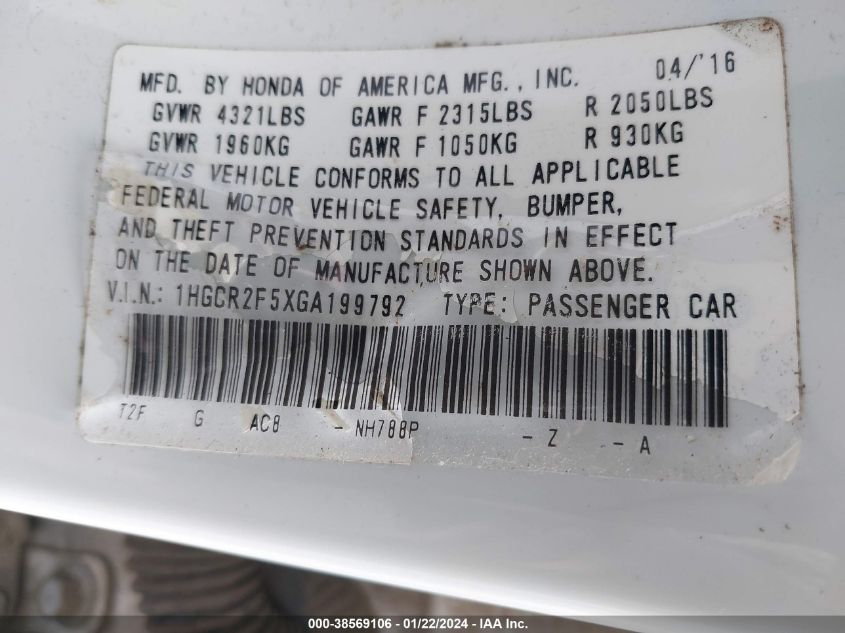 MFD. BY HONDA OF AMERICA MFG., INC. 04/'16
GVWR 4321LBS GAWR F 2315LBS R 2050LBS
GVWR 1960KG GAWR F 1050KG R 930KG
THIS VEHICLE CONFORMS TO ALL APPLICABLE
FEDERAL MOTOR VEHICLE SAFETY, BUMPER,
AND THEFT PREVENTION STANDARDS IN EFFECT
ON THE DATE OF MANUFACTURE SHOWN ABOVE.
V.I.N.: 1HGCR2F5XGA199792 TYPE: PASSENGER CAR
T2F G AC8 - NH788P - Z - A
000-38569106 - 01/22/2024 - IAA Inc.